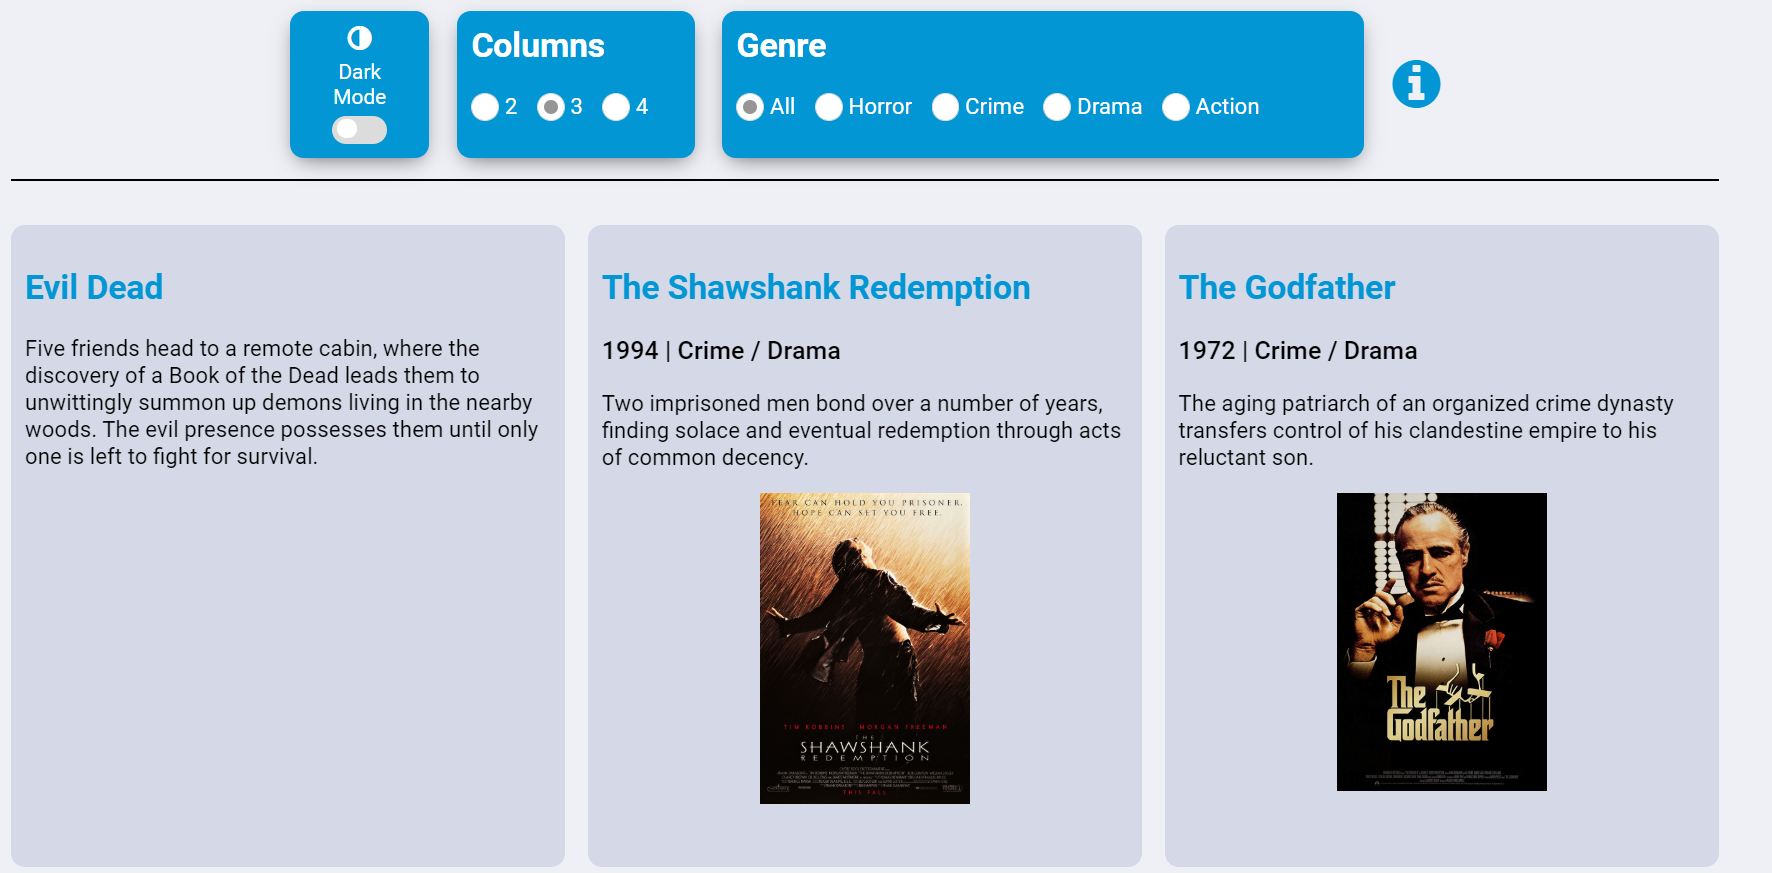 Dark
Mode
Columns
2 3 4
Genre
All Horror Crime Drama Action
Evil Dead
Five friends head to a remote cabin, where the
discovery of a Book of the Dead leads them to
unwittingly summon up demons living in the nearby
woods. The evil presence possesses them until only
one is left to fight for survival.
The Shawshank Redemption
1994 | Crime / Drama
Two imprisoned men bond over a number of years,
finding solace and eventual redemption through acts
of common decency.
FEAR CAN HOLD YOU PRISONER.
HOPE CAN SET YOU FREE.
TIM ROBBINS MORGAN FREEMAN
THE
SHAWSHANK
REDEMPTION
THIS FALL
The Godfather
1972 | Crime / Drama
The aging patriarch of an organized crime dynasty
transfers control of his clandestine empire to his
reluctant son.
The
Godfather